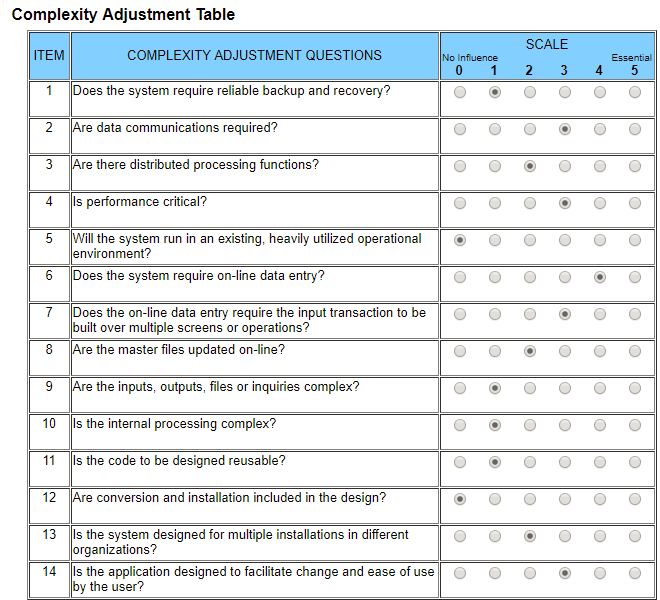 Complexity Adjustment Table
ITEM COMPLEXITY ADJUSTMENT QUESTIONS SCALE
No Influence Essential
0 1 2 3 4 5
1 Does the system require reliable backup and recovery?
2 Are data communications required?
3 Are there distributed processing functions?
4 Is performance critical?
5 Will the system run in an existing, heavily utilized operational
environment?
6 Does the system require on-line data entry?
7 Does the on-line data entry require the input transaction to be
built over multiple screens or operations?
8 Are the master files updated on-line?
9 Are the inputs, outputs, files or inquiries complex?
10 Is the internal processing complex?
11 Is the code to be designed reusable?
12 Are conversion and installation included in the design?
13 Is the system designed for multiple installations in different
organizations?
14 Is the application designed to facilitate change and ease of use
by the user?